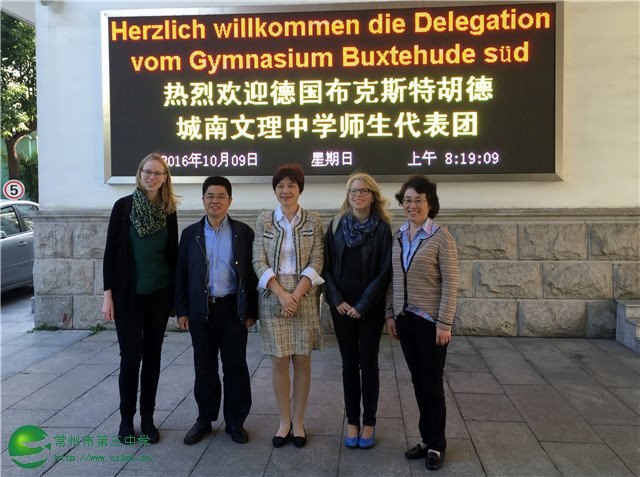 Herzlich willkommen die Delegation
vom Gymnasium Buxtehude süd
热烈欢迎德国布克斯特胡德
城南文理中学师生代表团
2016年10月09日 星期日 上午 8:19:09
5
常州市第三中学